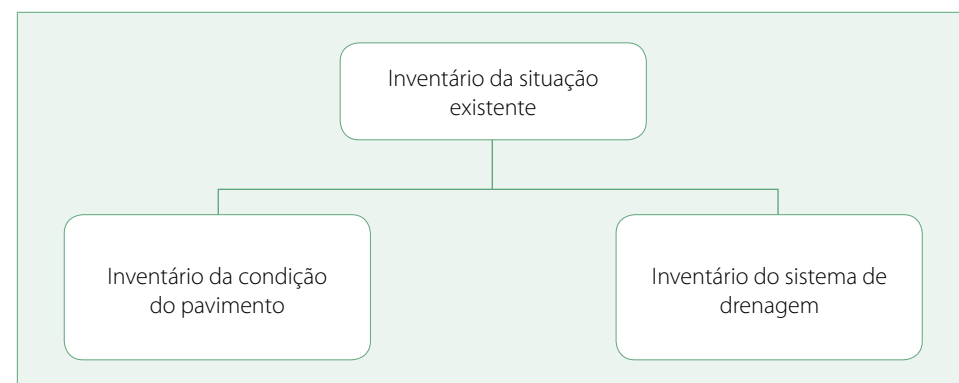 Inventário da situação
existente
Inventário da condição
do pavimento
Inventário do sistema de
drenagem